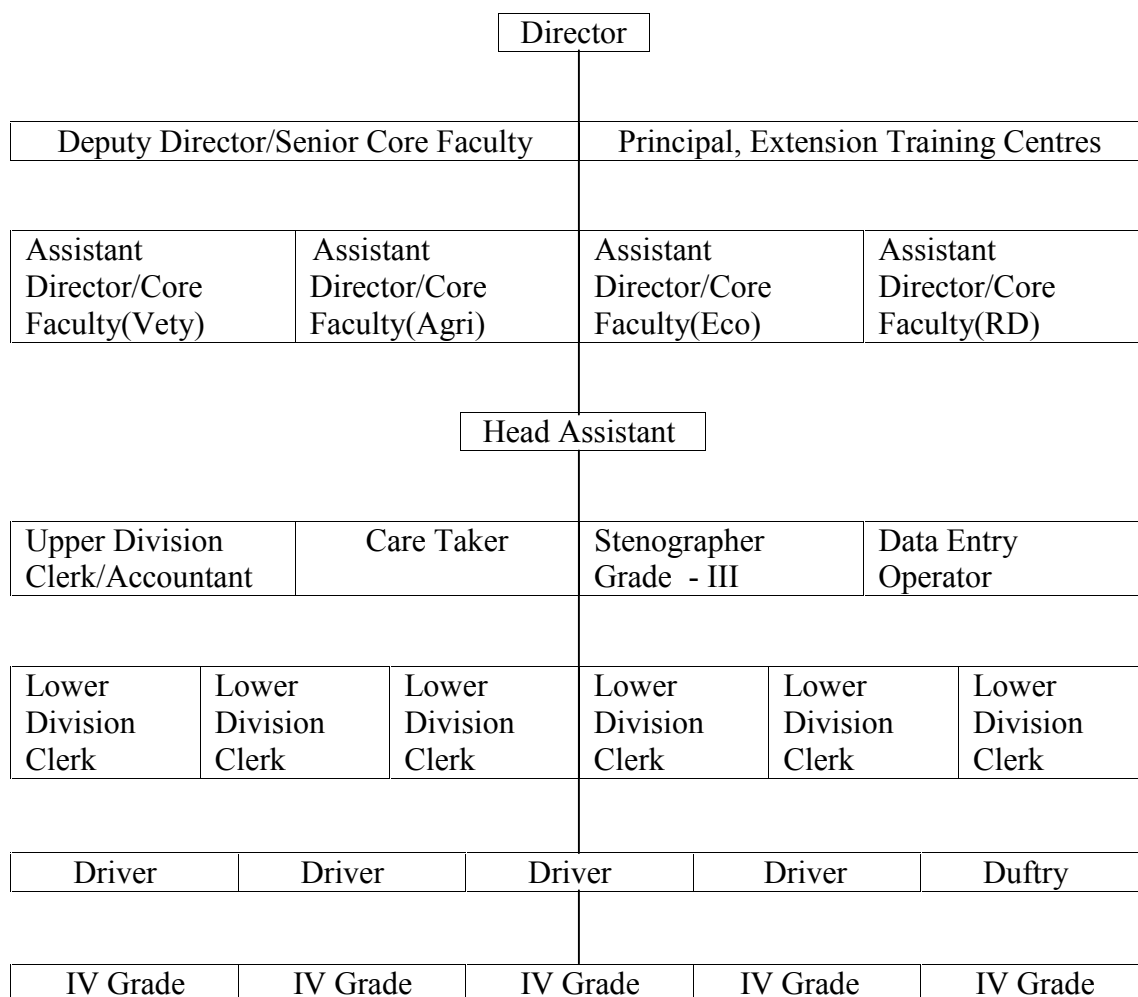 Director
Deputy Director/Senior Core Faculty
Principal, Extension Training Centres
Assistant
Director/Core
Faculty(Vety)
Assistant
Director/Core
Faculty(Agri)
Assistant
Director/Core
Faculty(Eco)
Assistant
Director/Core
Faculty(RD)
Head Assistant
Upper Division
Clerk/Accountant
Care Taker
Stenographer
Grade - III
Data Entry
Operator
Lower
Division
Clerk
Lower
Division
Clerk
Lower
Division
Clerk
Lower
Division
Clerk
Lower
Division
Clerk
Lower
Division
Clerk
Driver
Driver
Driver
Driver
Duftry
IV Grade
IV Grade
IV Grade
IV Grade
IV Grade